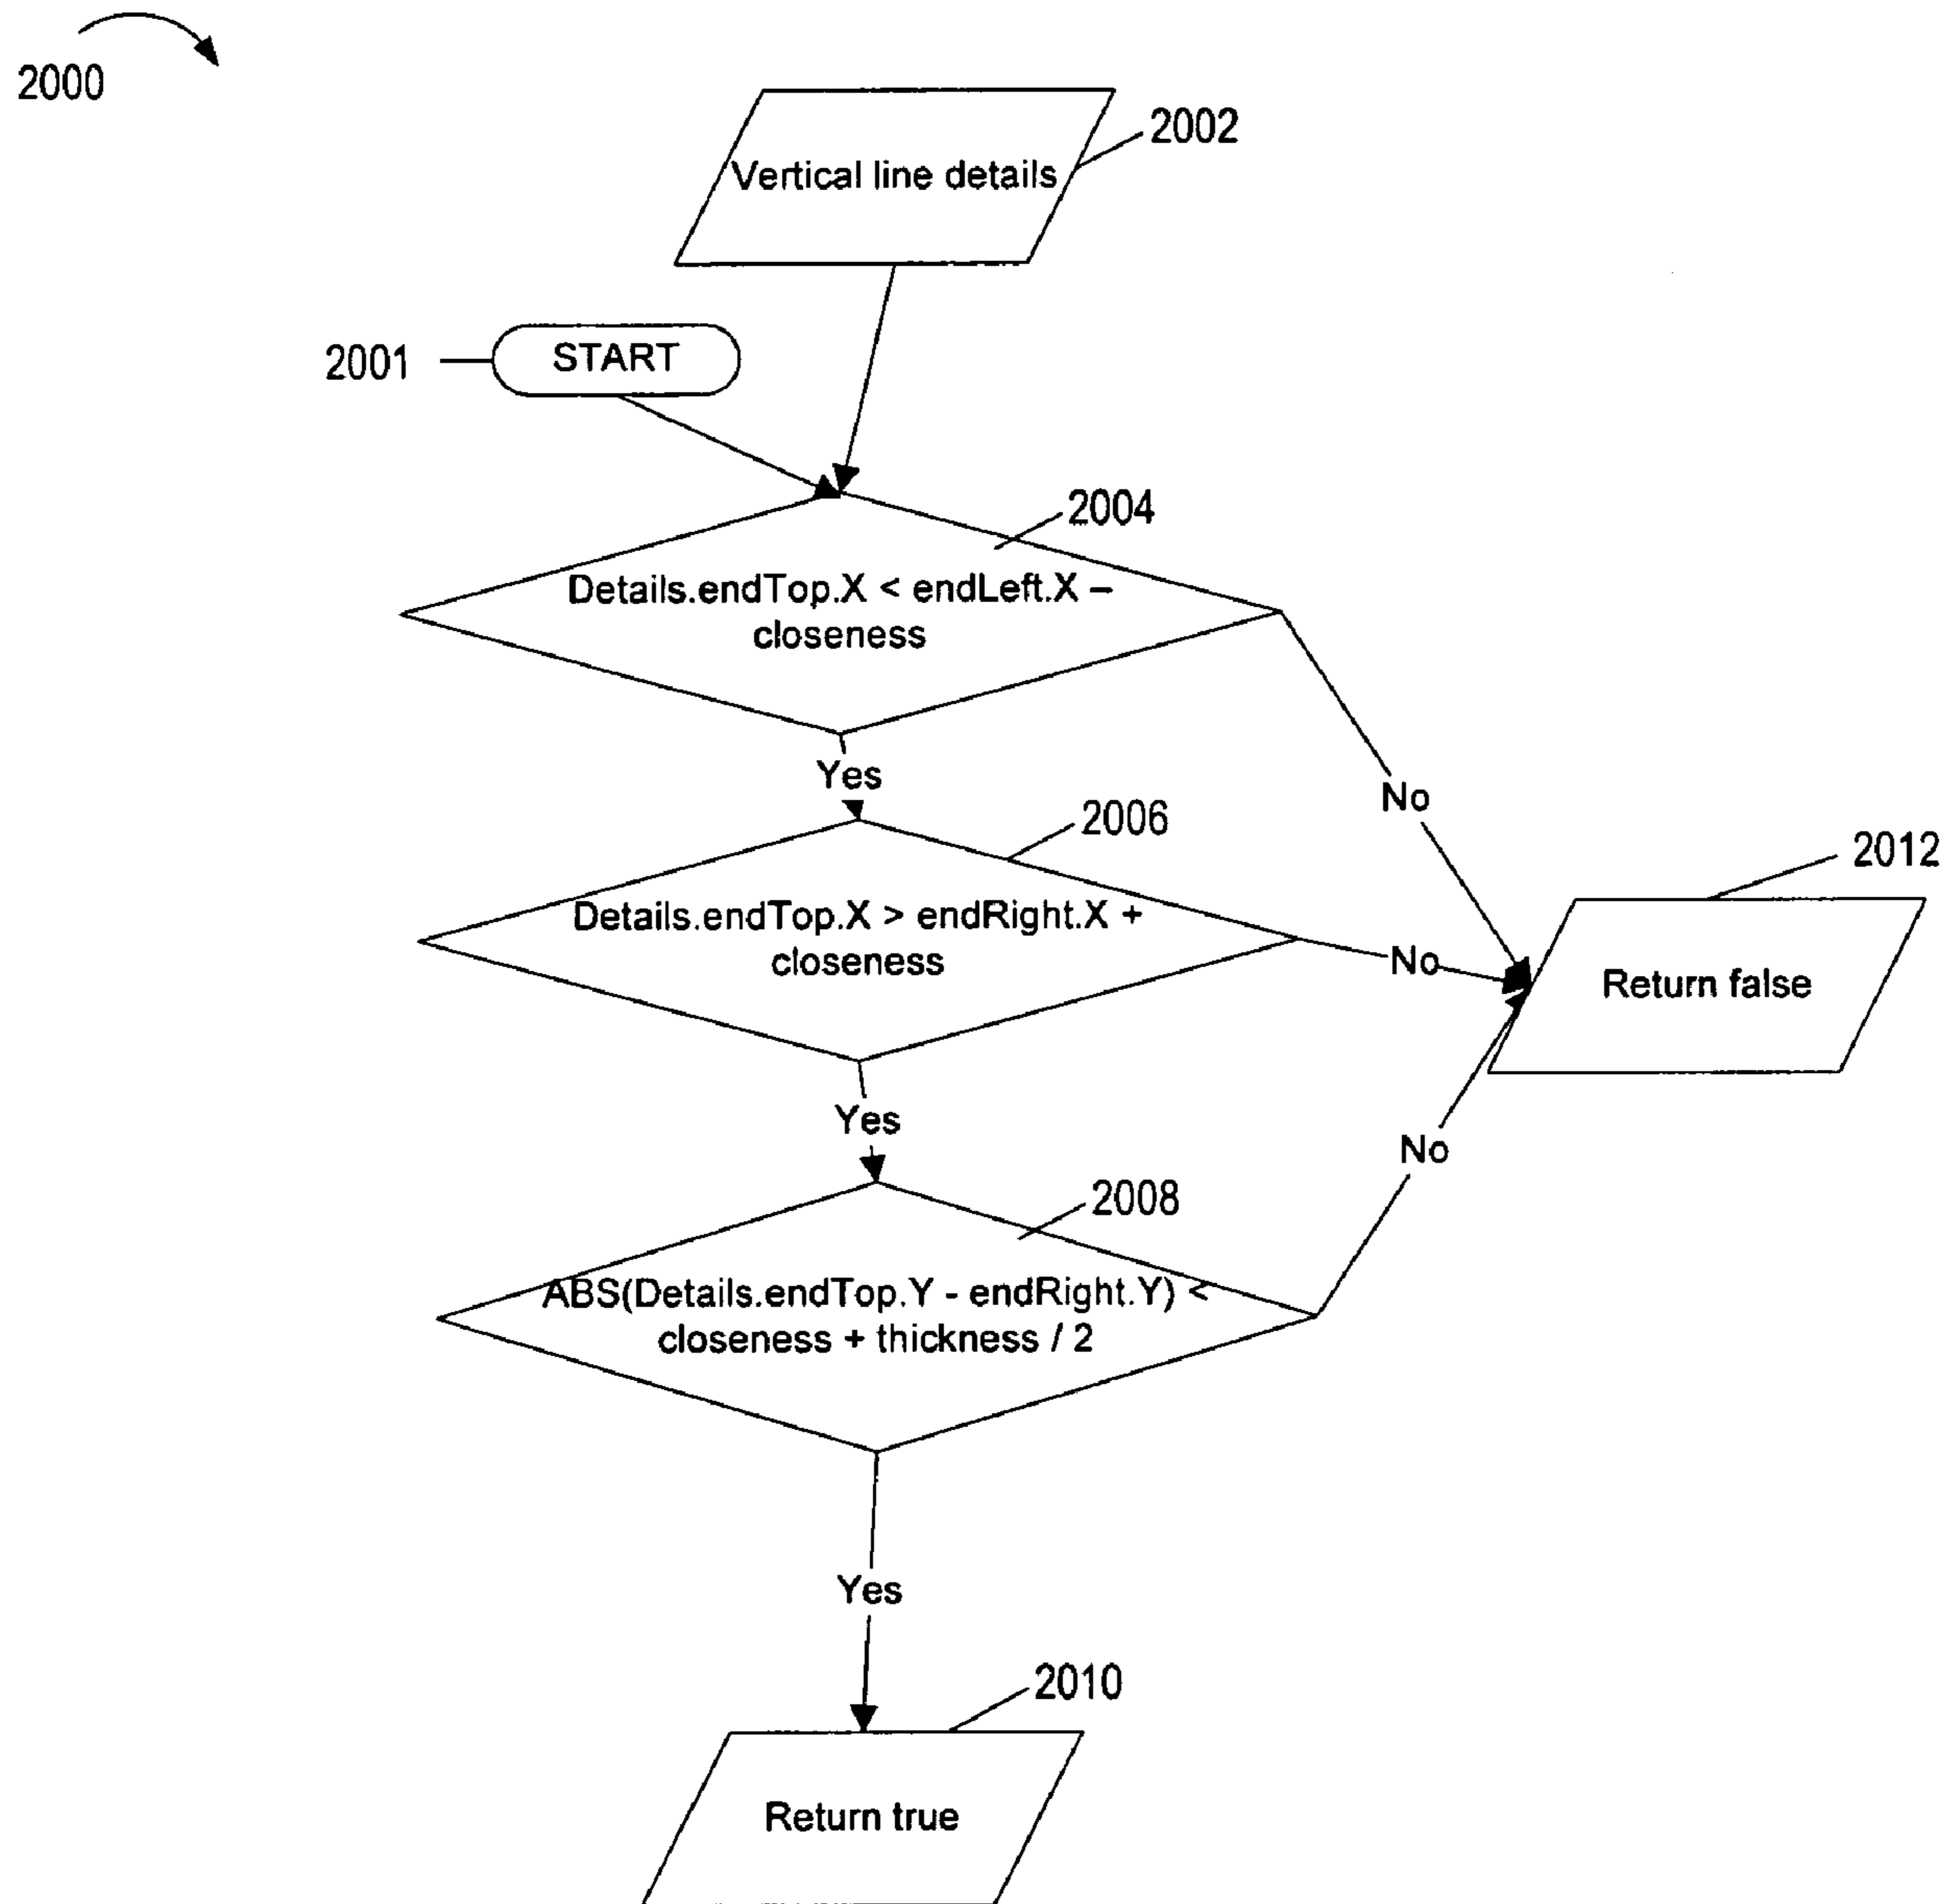 2000
2002
Vertical line details
2001
START
2004
Details.endTop.X < endLeft.X –
closeness
Yes
No
2006
Details.endTop.X > endRight.X +
closeness
No
2012
Return false
Yes
No
2008
ABS(Details.endTop.Y - endRight.Y) <
closeness + thickness / 2
Yes
2010
Return true